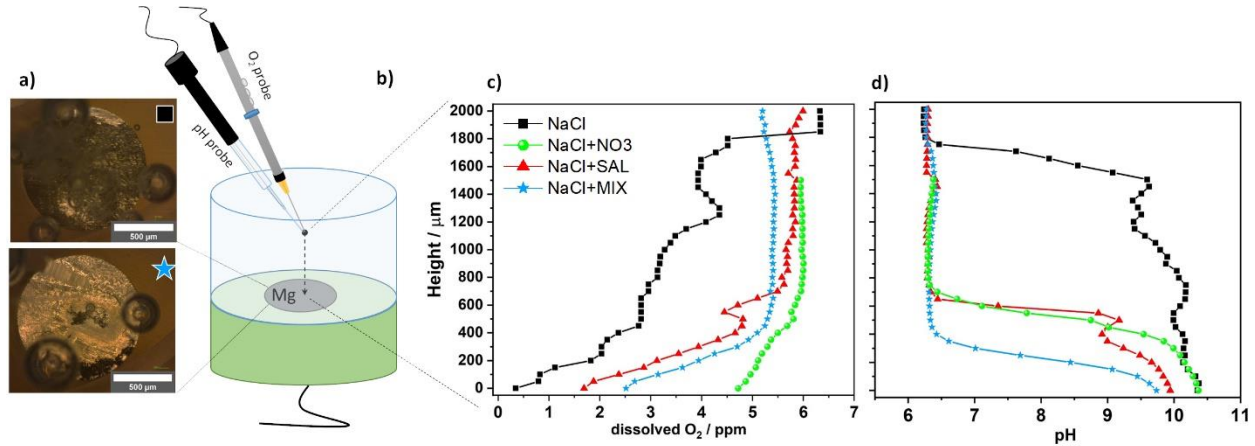 a)
500 µm
500 µm
b)
pH probe
O2 probe
Mg
c)
2000
1800
1600
1400
1200
1000
800
600
400
200
0
Height / µm
NaCl
NaCl+NO3
NaCl+SAL
NaCl+MIX
0 1 2 3 4 5 6 7
dissolved O2 / ppm
d)
6 7 8 9 10 11
pH